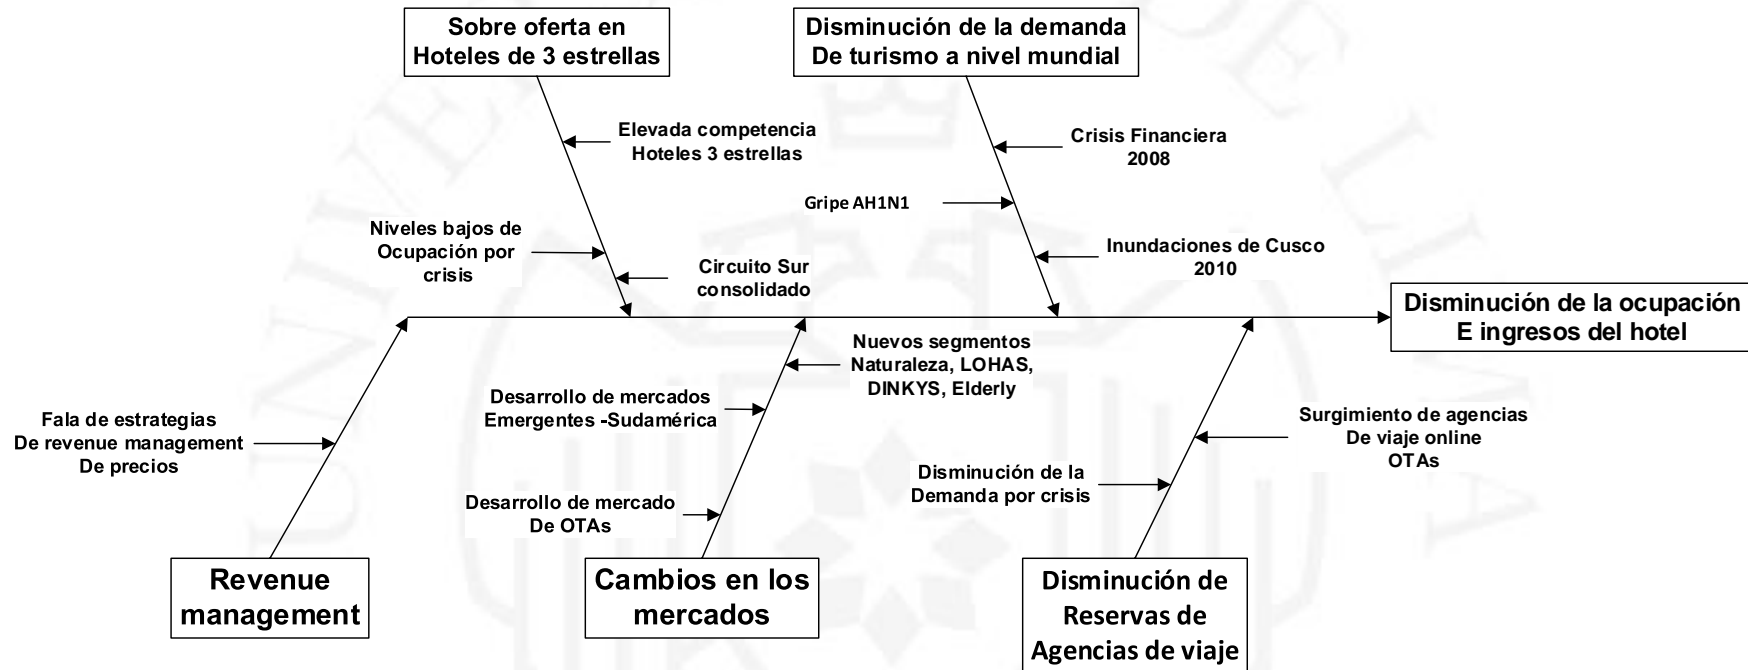 Sobre oferta en
Hoteles de 3 estrellas
Disminución de la demanda
De turismo a nivel mundial
Elevada competencia
Hoteles 3 estrellas
Crisis Financiera
2008
Gripe AH1N1
Niveles bajos de
Ocupación por
crisis
Circuito Sur
consolidado
Inundaciones de Cusco
2010
Disminución de la ocupación
E ingresos del hotel
Nuevos segmentos
Naturaleza, LOHAS,
DINKYS, Elderly
Desarrollo de mercados
Emergentes -Sudamérica
Fala de estrategias
De revenue management
De precios
Surgimiento de agencias
De viaje online
OTAs
Disminución de la
Demanda por crisis
Desarrollo de mercado
De OTAs
Revenue
management
Cambios en los
mercados
Disminución de
Reservas de
Agencias de viaje
UNIVERSIDAD DE LIMA